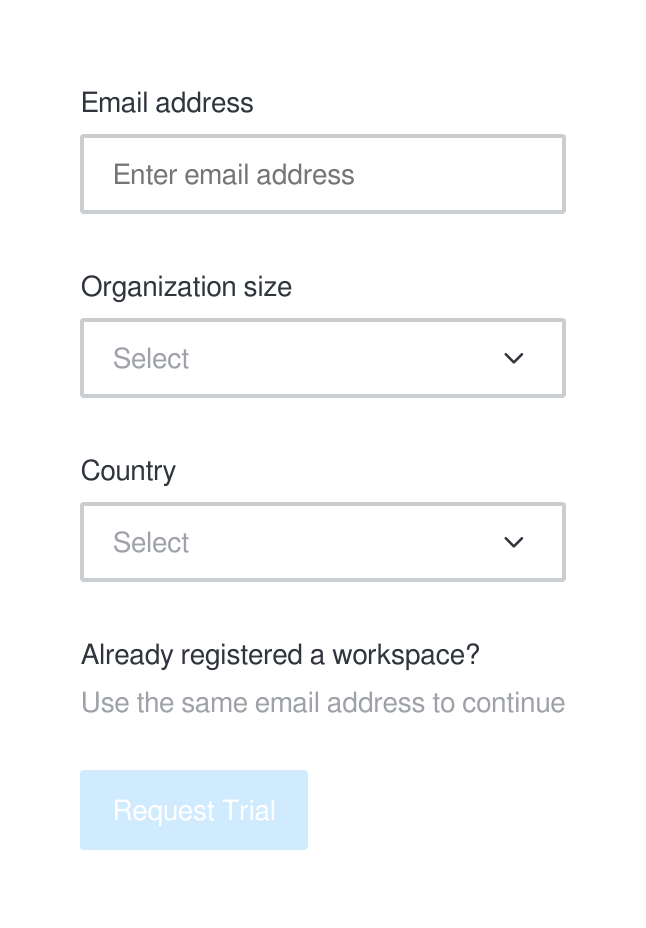 Email address
Enter email address
Organization size
Select
Country
Select
Already registered a workspace?
Use the same email address to continue
Request Trial